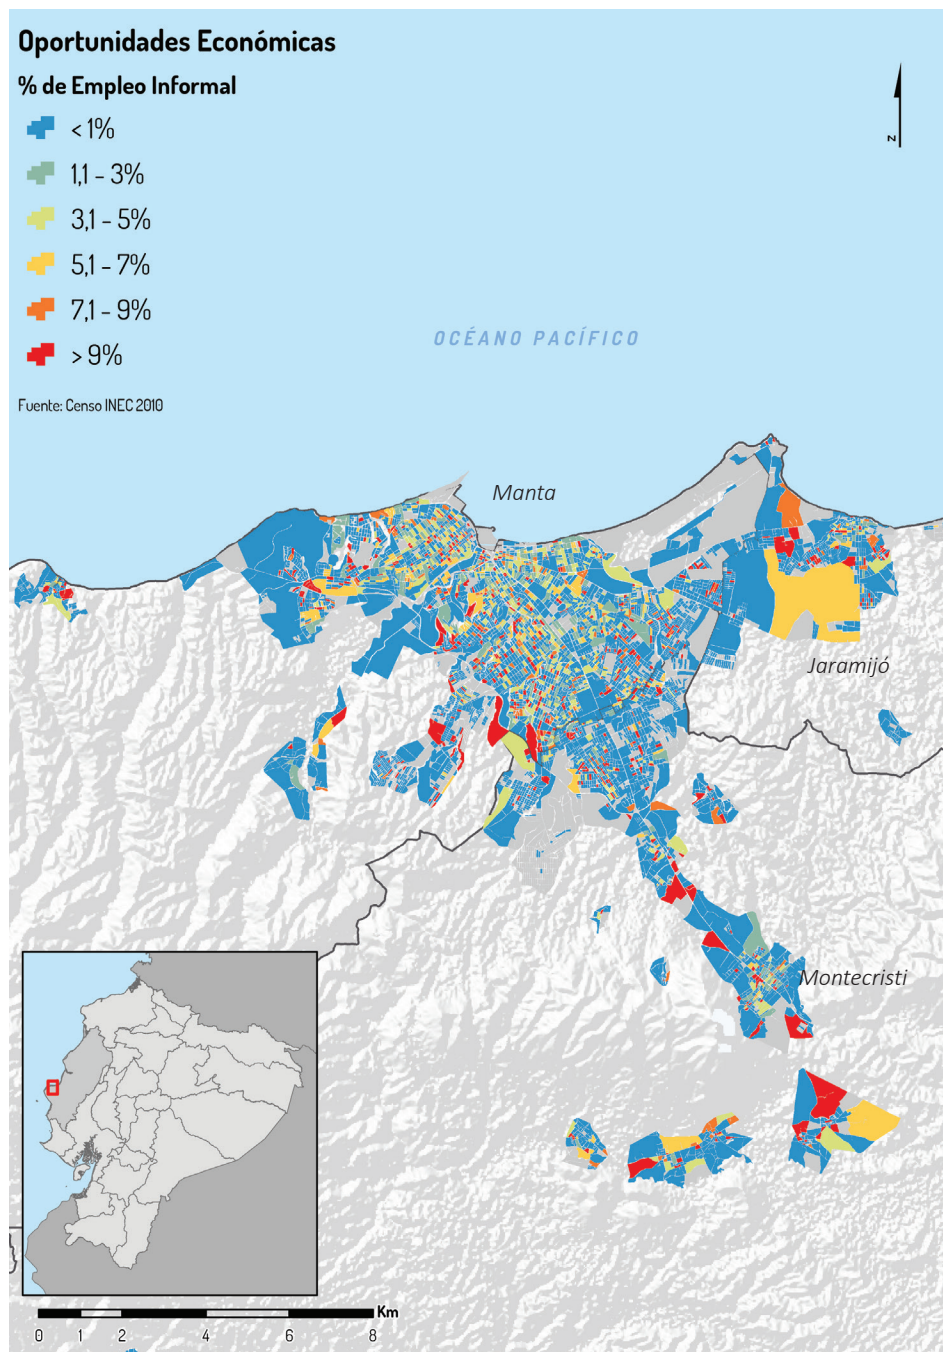 Oportunidades Económicas
% de Empleo Informal
< 1%
1,1 - 3%
3,1 - 5%
5,1 - 7%
7,1 - 9%
> 9%
Fuente: Censo INEC 2010
N
OCÉANO PACÍFICO
Manta
Jaramijó
Montecristi
Km
0 1 2 4 6 8